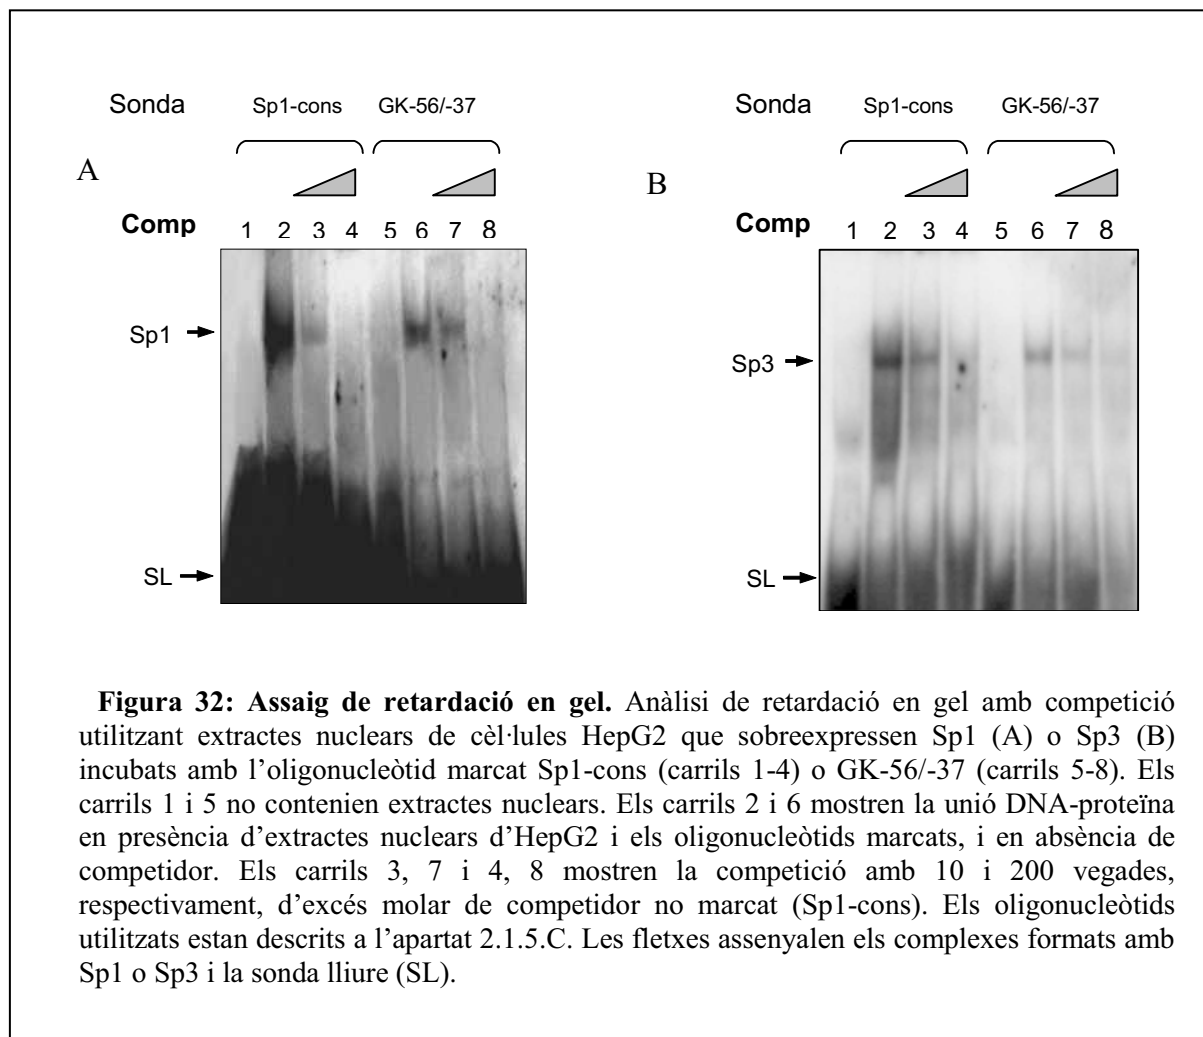 Sonda Sp1-cons GK-56/-37
A
Comp 1 2 3 4 5 6 7 8
Sp1
SL
Sonda Sp1-cons GK-56/-37
B
Comp 1 2 3 4 5 6 7 8
Sp3
SL
Figura 32: Assaig de retardació en gel. Anàlisi de retardació en gel amb competició
utilitzant extractes nuclears de cèl·lules HepG2 que sobreexpressen Sp1 (A) o Sp3 (B)
incubats amb l’oligonucleòtid marcat Sp1-cons (carrils 1-4) o GK-56/-37 (carrils 5-8). Els
carrils 1 i 5 no contenien extractes nuclears. Els carrils 2 i 6 mostren la unió DNA-proteïna
en presència d’extractes nuclears d’HepG2 i els oligonucleòtids marcats, i en absència de
competidor. Els carrils 3, 7 i 4, 8 mostren la competició amb 10 i 200 vegades,
respectivament, d’excés molar de competidor no marcat (Sp1-cons). Els oligonucleòtids
utilitzats estan descrits a l’apartat 2.1.5.C. Les fletxes assenyalen els complexes formats amb
Sp1 o Sp3 i la sonda lliure (SL).